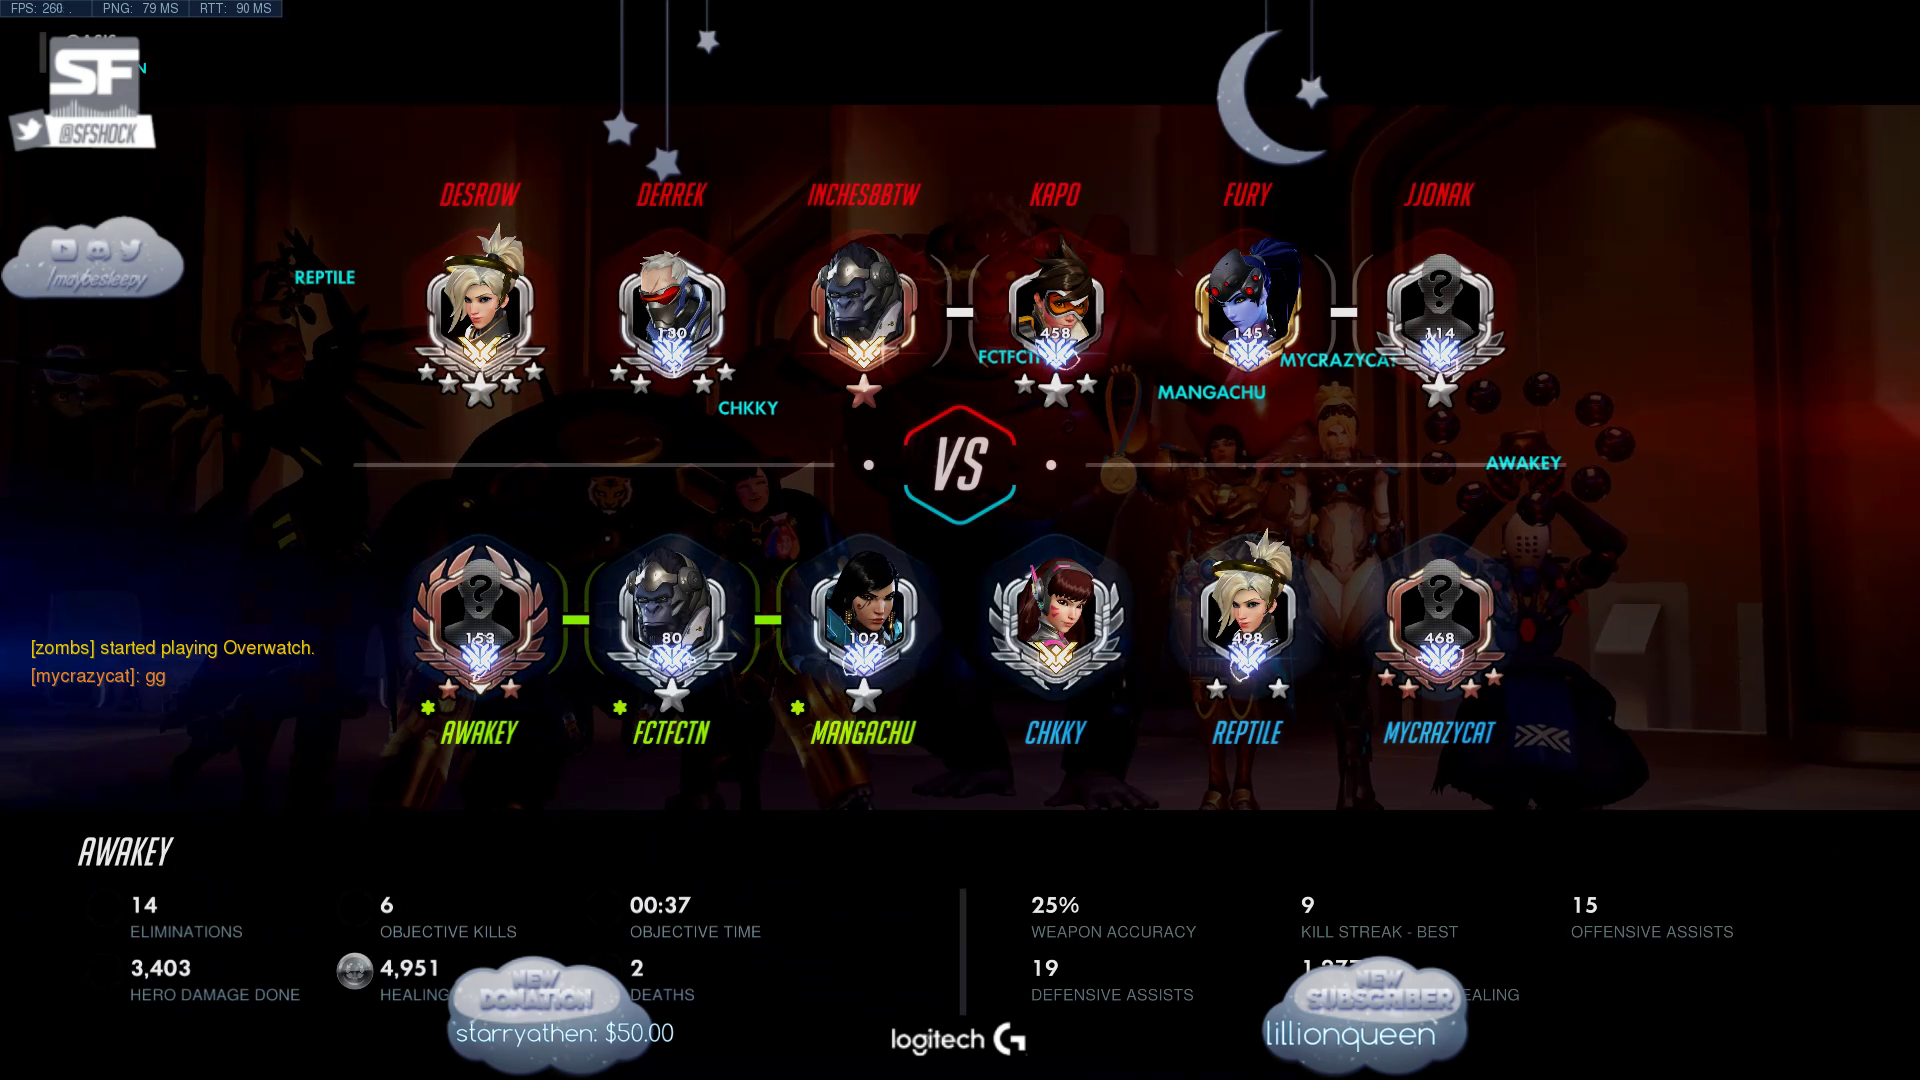 FPS: 260 PNG: 79 MS RTT: 90 MS
OASIS
SF
@SFSHOCK
/maybesleepy
DESROW DERREK INCHES8BTW KAPO FURY JJONAK
REPTILE
130 458 145 114
FCTFCTN MYCRAZYCAT
MANGACHU
CHKKY
VS
AWAKEY
153 80 102 498 468
[zombs] started playing Overwatch.
[mycrazycat]: gg
AWAKEY FCTFCTN MANGACHU CHKKY REPTILE MYCRAZYCAT
AWAKEY
14 6 00:37 25% 9 15
ELIMINATIONS OBJECTIVE KILLS OBJECTIVE TIME WEAPON ACCURACY KILL STREAK - BEST OFFENSIVE ASSISTS
3,403 4,951 2 19
HERO DAMAGE DONE HEALING DEATHS DEFENSIVE ASSISTS
NEW DONATION
starryathen: $50.00
logitech G
NEW SUBSCRIBER
lillionqueen